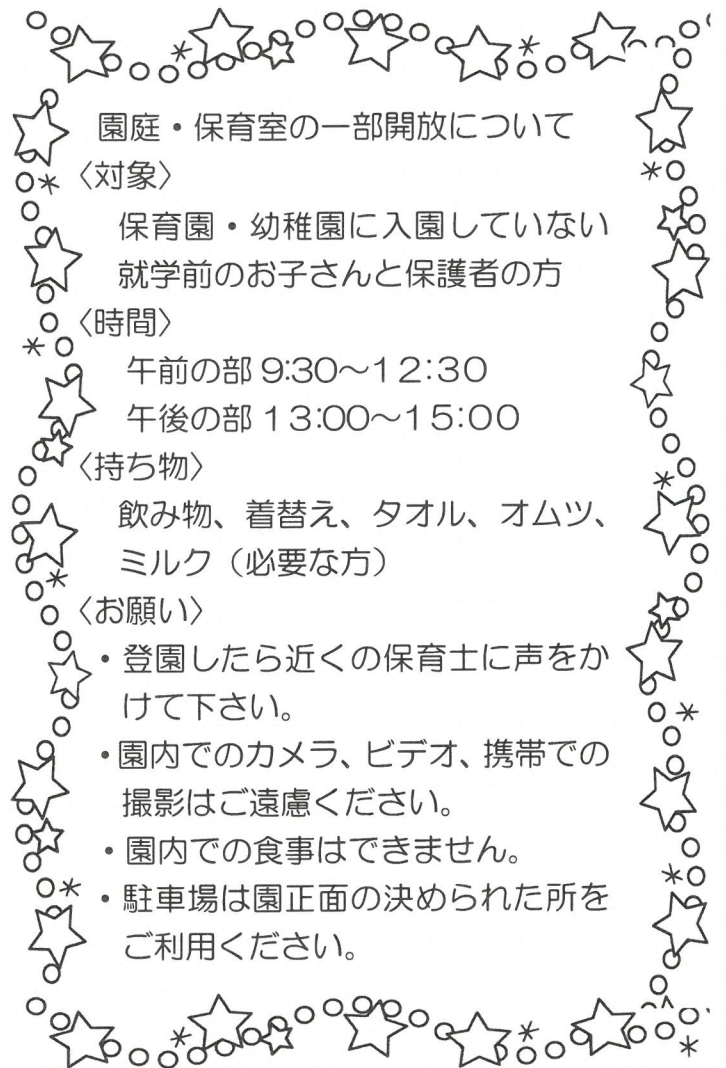 園庭・保育室の一部開放について
〈対象〉
保育園・幼稚園に入園していない
就学前のお子さんと保護者の方
〈時間〉
午前の部 9:30～12:30
午後の部 13:00～15:00
〈持ち物〉
飲み物、着替え、タオル、オムツ、
ミルク（必要な方）
〈お願い〉
・登園したら近くの保育士に声をか
けて下さい。
・園内でのカメラ、ビデオ、携帯での
撮影はご遠慮ください。
・園内での食事はできません。
・駐車場は園正面の決められた所を
ご利用ください。